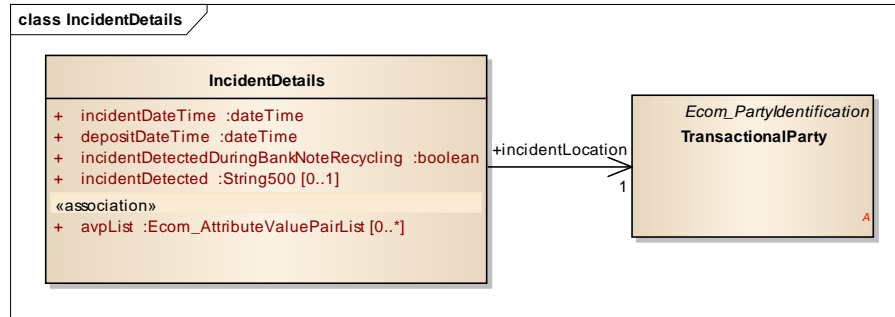 class IncidentDetails
IncidentDetails
+ incidentDateTime :dateTime
+ depositDateTime :dateTime
+ incidentDetectedDuringBankNoteRecycling :boolean
+ incidentDetected :String500 [0..1]
«association»
+ avpList :Ecom_AttributeValuePairList [0..*]
+incidentLocation
1
Ecom_PartyIdentification
TransactionalParty
A